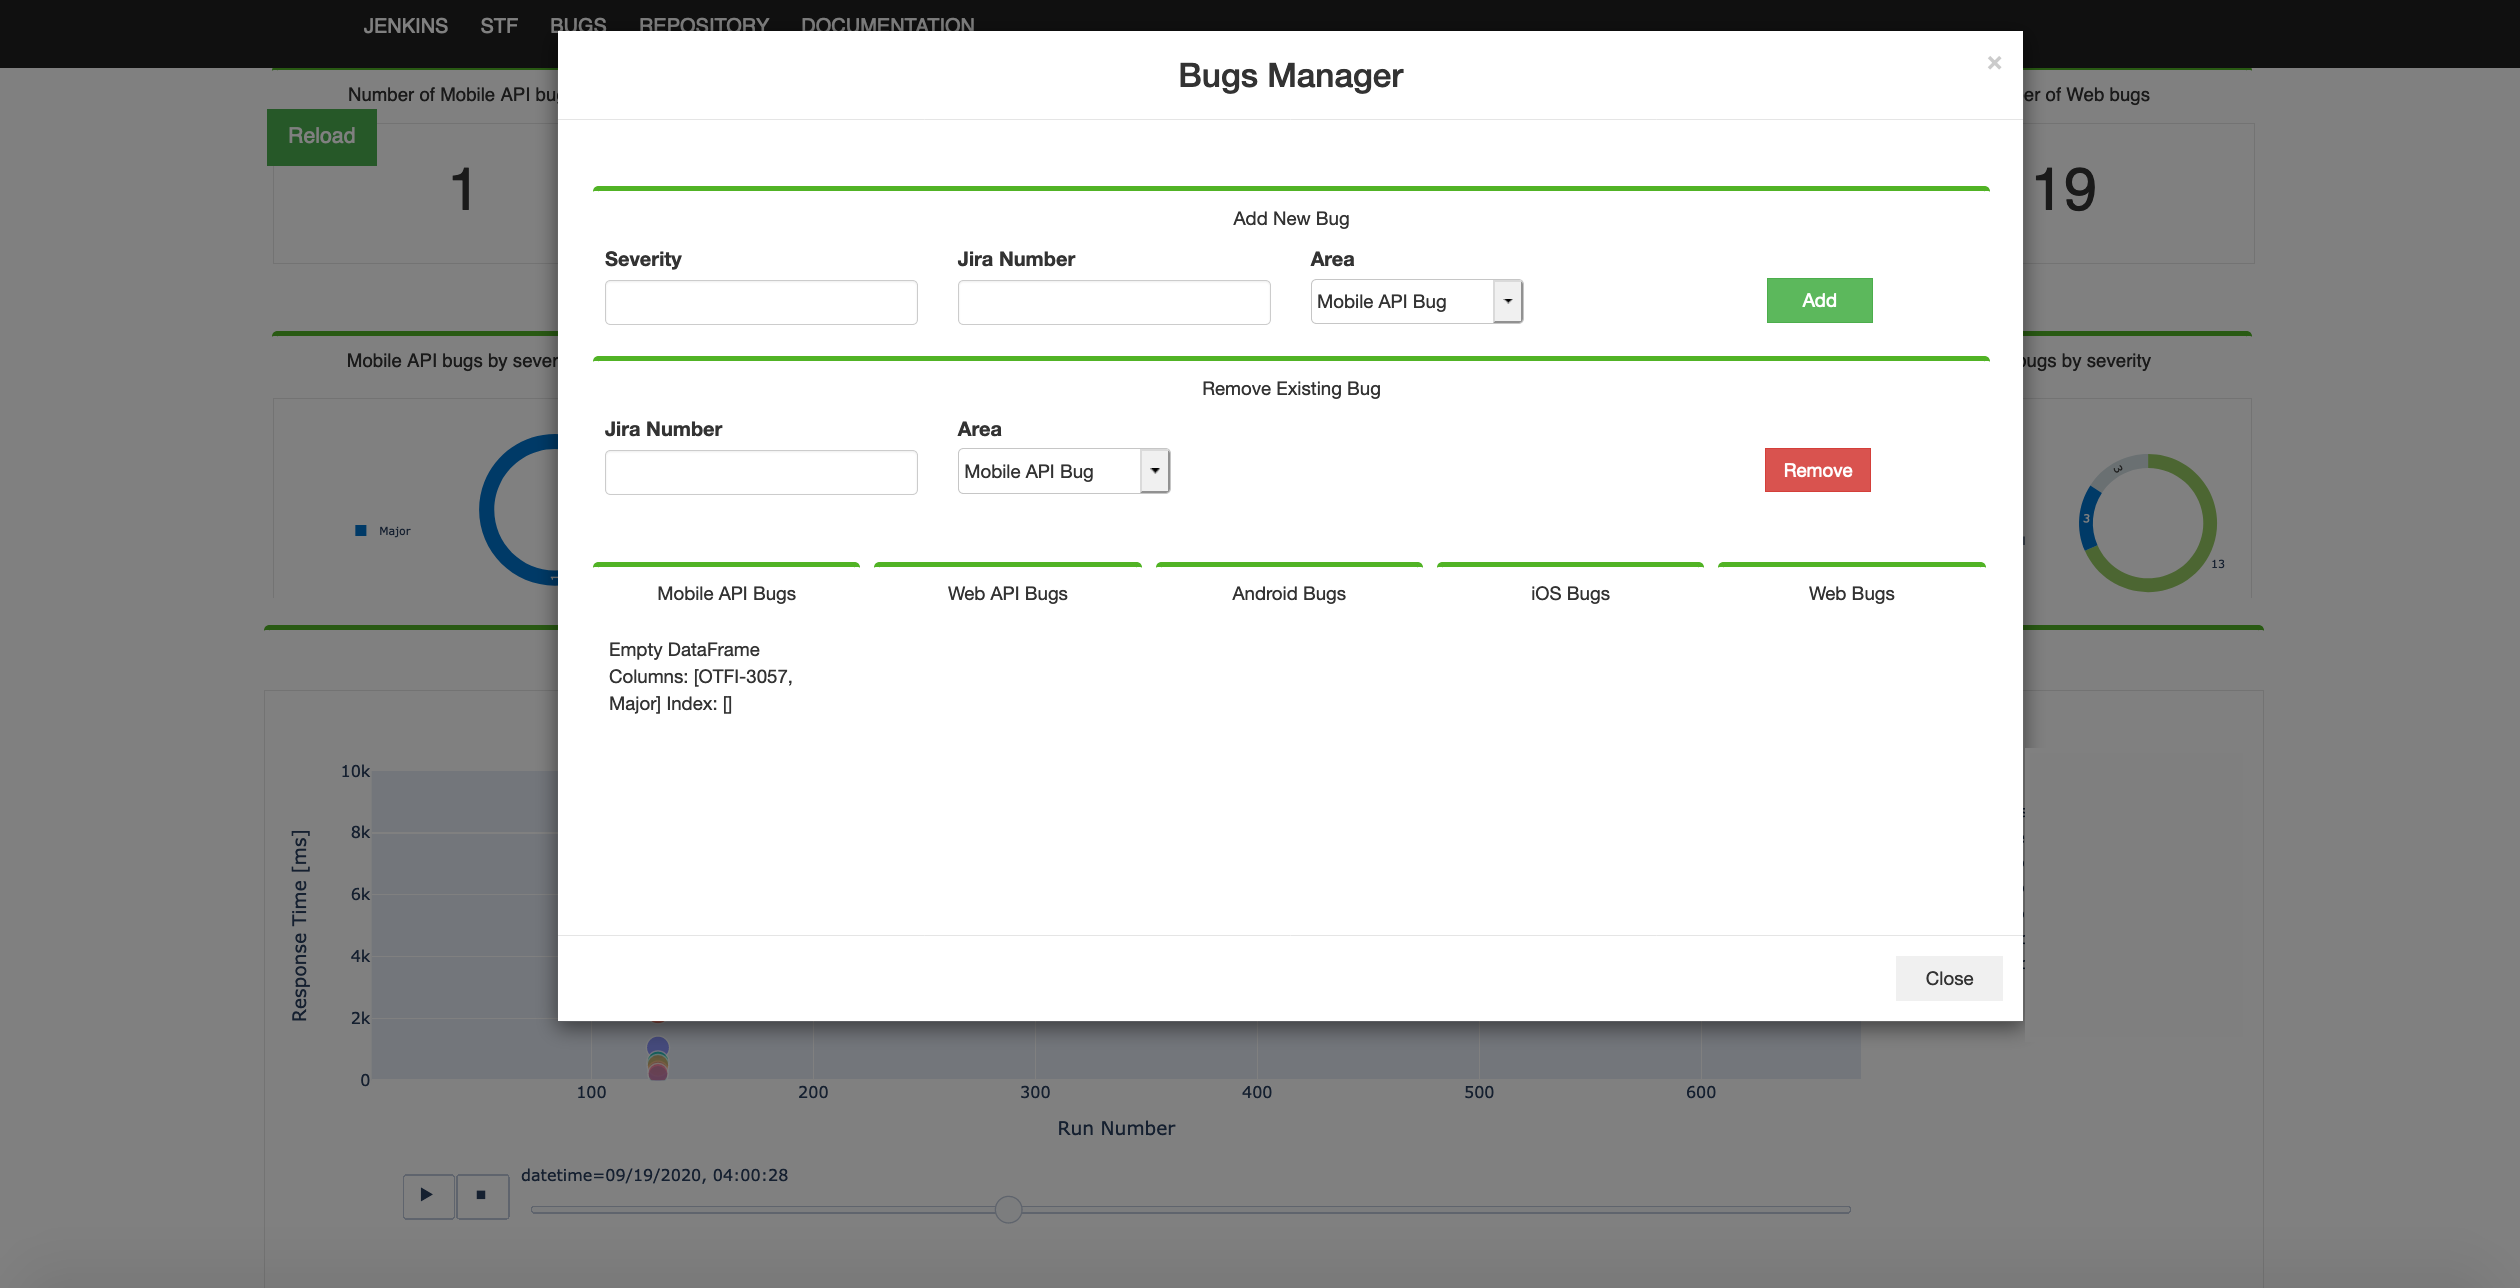 JENKINS STF BUGS REPOSITORY DOCUMENTATION
Bugs Manager
×
Number of Mobile API bug
er of Web bugs
Reload
1
19
Add New Bug
Severity Jira Number Area
Mobile API Bug
Add
Mobile API bugs by sever
bugs by severity
Remove Existing Bug
Jira Number Area
Mobile API Bug
Remove
Major
1
3
3
13
Mobile API Bugs Web API Bugs Android Bugs iOS Bugs Web Bugs
Empty DataFrame
Columns: [OTFI-3057,
Major] Index: []
Response Time [ms]
10k
8k
6k
4k
2k
0
100 200 300 400 500 600
Run Number
Close
datetime=09/19/2020, 04:00:28